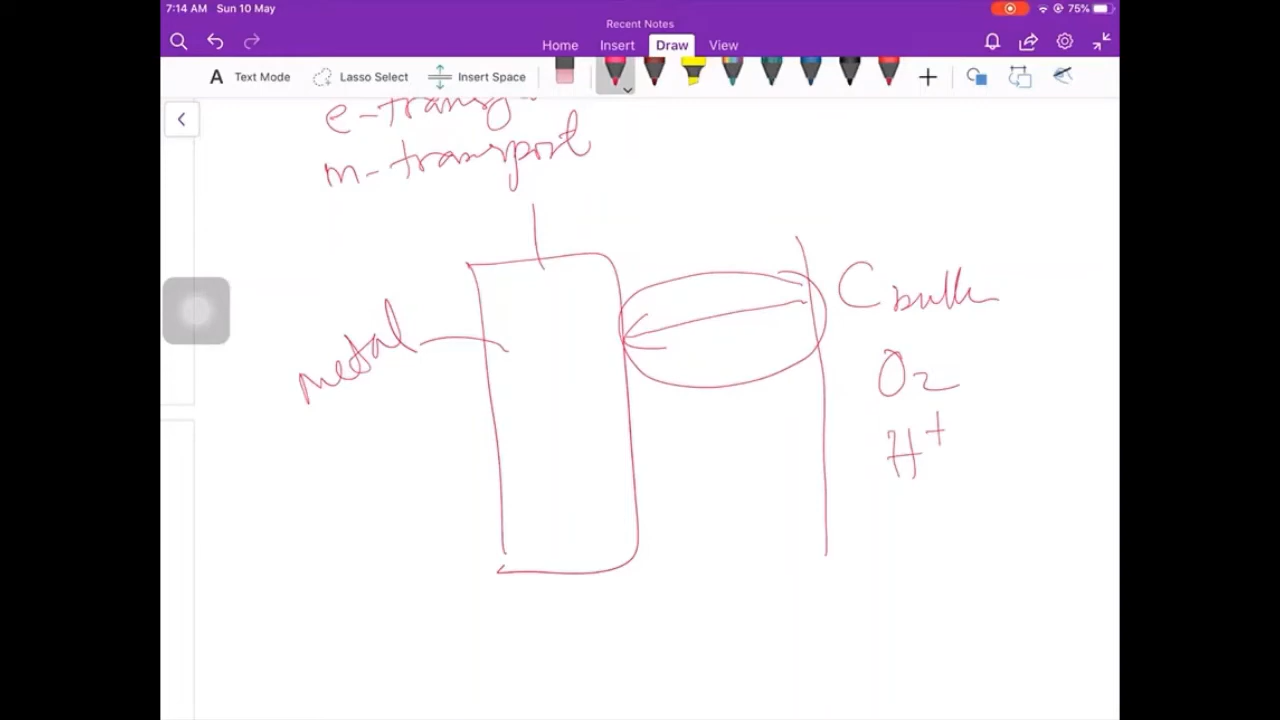 7:14 AM Sun 10 May
75%
Recent Notes
Home Insert Draw View
A Text Mode Lasso Select Insert Space
m-transport
metal
C bulk
O2
H+